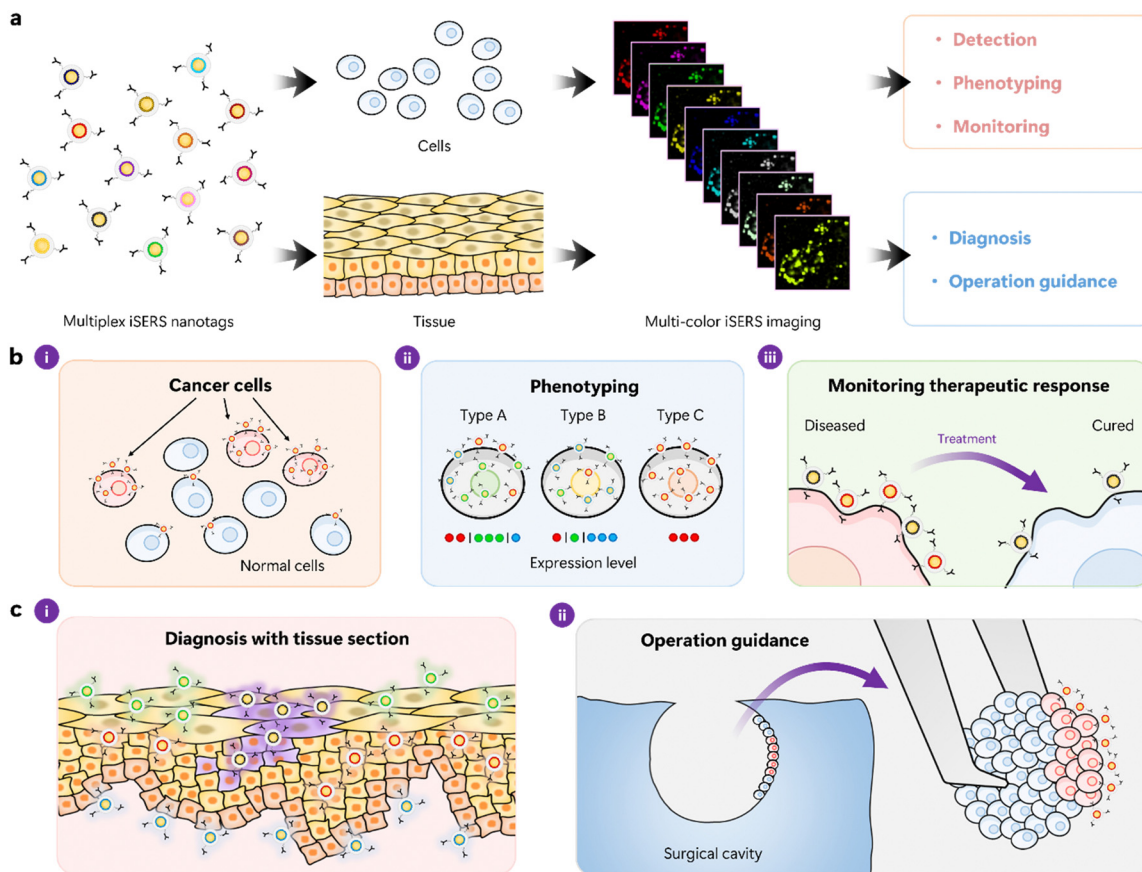 a
Cells
Multiplex iSERS nanotags
Tissue
Multi-color iSERS imaging
• Detection
• Phenotyping
• Monitoring
• Diagnosis
• Operation guidance
b
i
Cancer cells
Normal cells
ii
Phenotyping
Type A
Type B
Type C
Expression level
iii
Monitoring therapeutic response
Diseased
Treatment
Cured
c
i
Diagnosis with tissue section
ii
Operation guidance
Surgical cavity